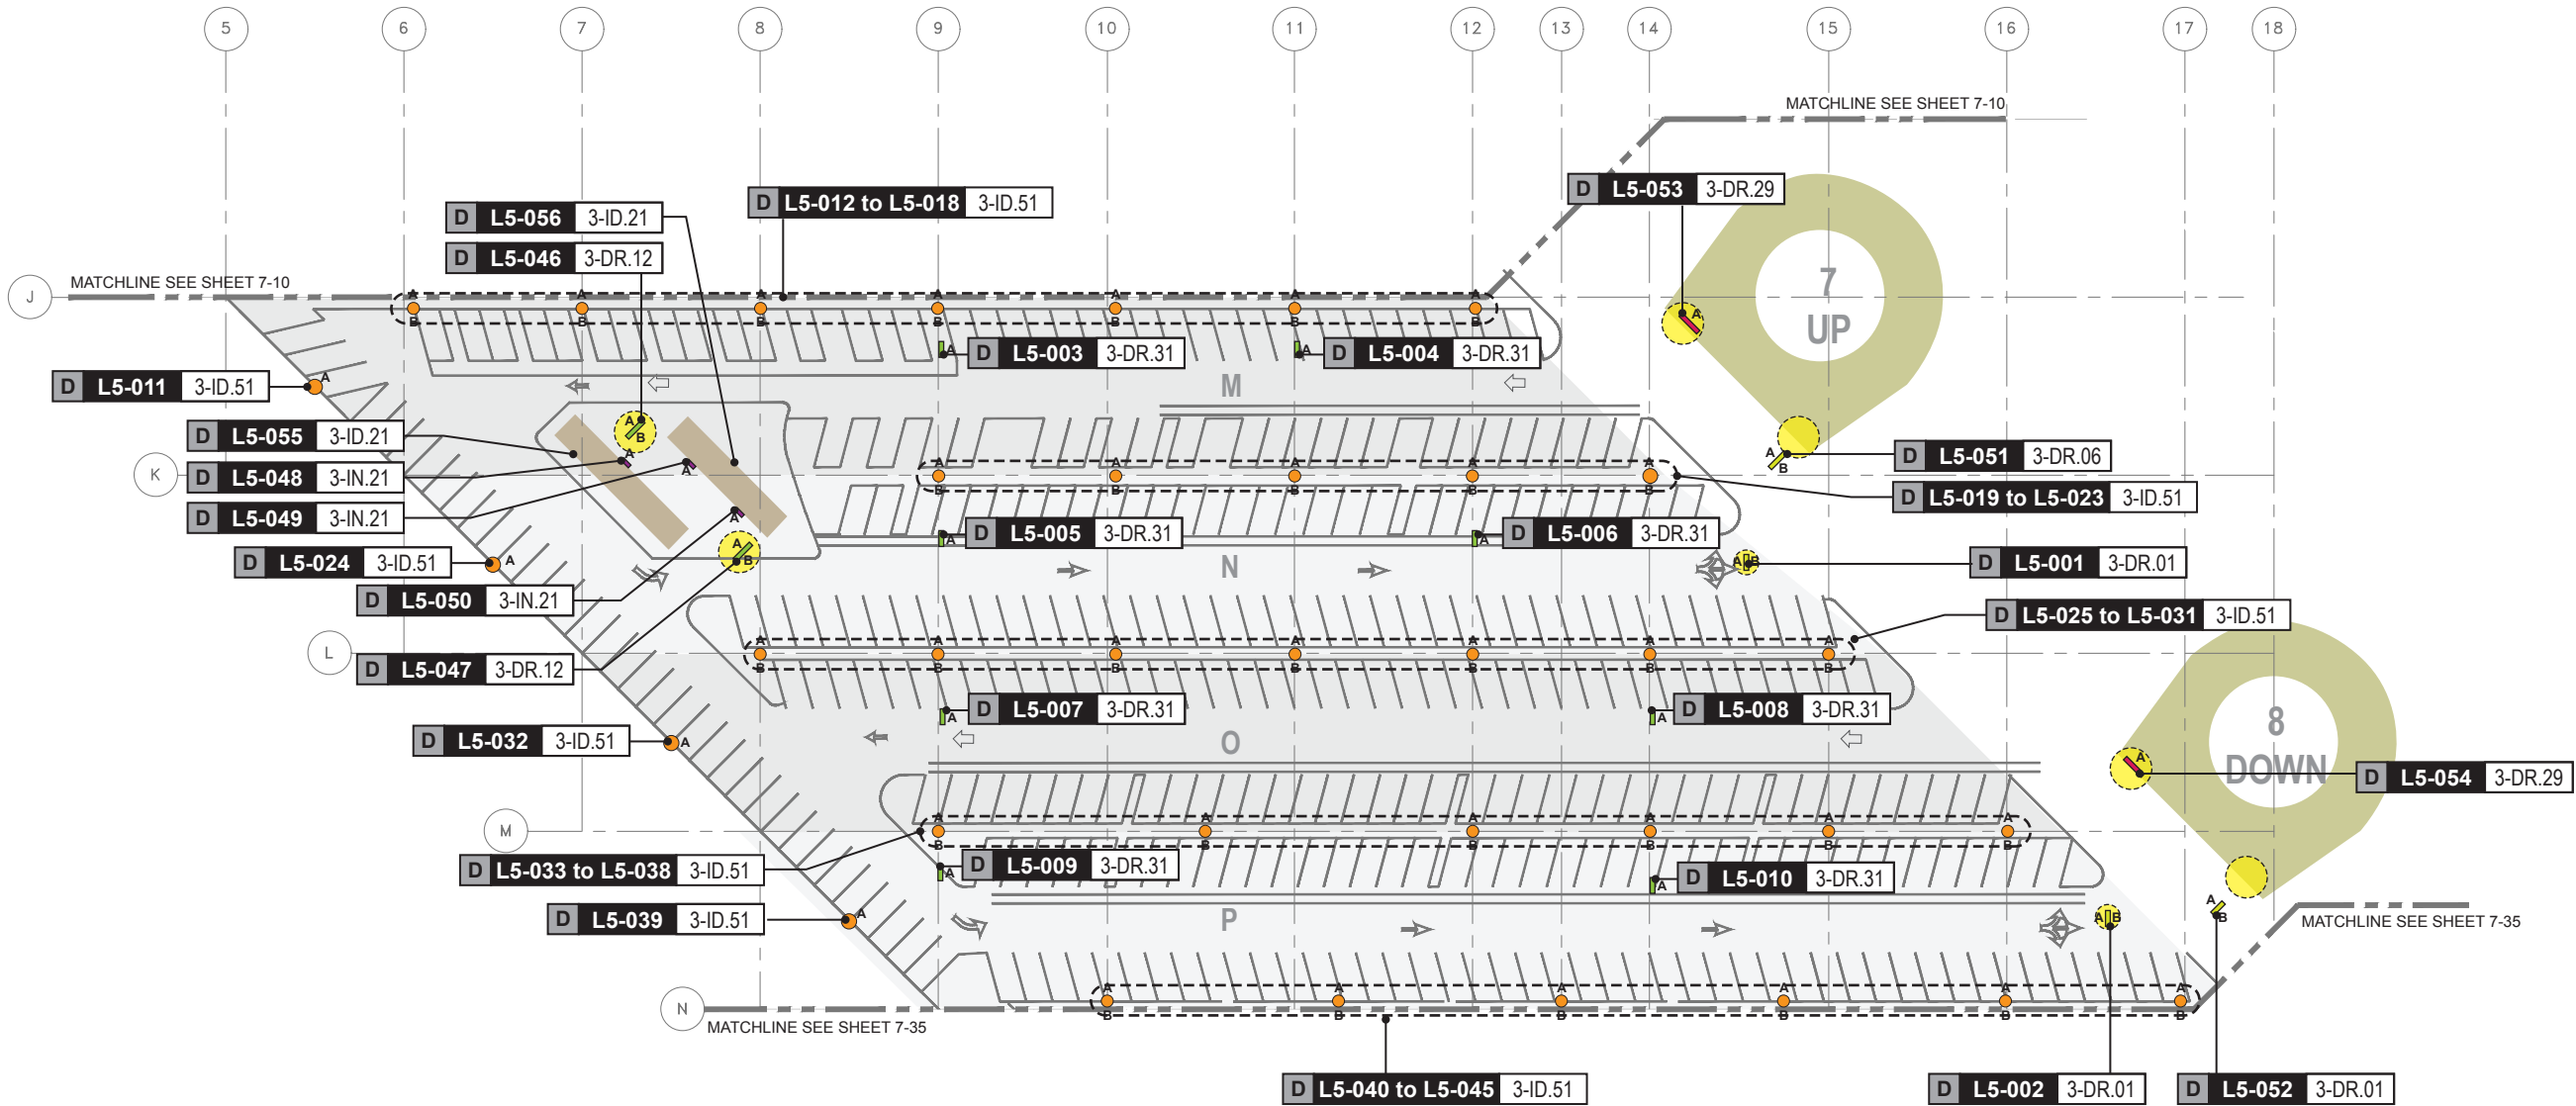 5 6 7 8 9 10 11 12 13 14 15 16 17 18
MATCHLINE SEE SHEET 7-10
D L5-053 3-DR.29
D L5-012 to L5-018 3-ID.51
D L5-056 3-ID.21
D L5-046 3-DR.12
7
UP
J
MATCHLINE SEE SHEET 7-10
A A A A A A A
B B B B B B B
A
A D L5-003 3-DR.31
A D L5-004 3-DR.31
D L5-011 3-ID.51 A
M
D L5-055 3-ID.21
A
B
D L5-048 3-IN.21
A
D L5-049 3-IN.21
A
K
A A A A A
B B B B B
A
B
D L5-051 3-DR.06
D L5-019 to L5-023 3-ID.51
A
A D L5-005 3-DR.31
A D L5-006 3-DR.31
D L5-024 3-ID.51 A
A
B
N
A B
D L5-001 3-DR.01
D L5-050 3-IN.21
D L5-025 to L5-031 3-ID.51
L
A A A A A A A
B B B B B B B
D L5-047 3-DR.12
A D L5-007 3-DR.31
A D L5-008 3-DR.31
8
DOWN
D L5-032 3-ID.51 A
O
A
D L5-054 3-DR.29
M
A A A A A A
B B B B B B
D L5-033 to L5-038 3-ID.51
A D L5-009 3-DR.31
A D L5-010 3-DR.31
D L5-039 3-ID.51 A
P
A B
A
B
MATCHLINE SEE SHEET 7-35
N
MATCHLINE SEE SHEET 7-35
A A A A A A
B B B B B B
D L5-040 to L5-045 3-ID.51
D L5-002 3-DR.01
D L5-052 3-DR.01